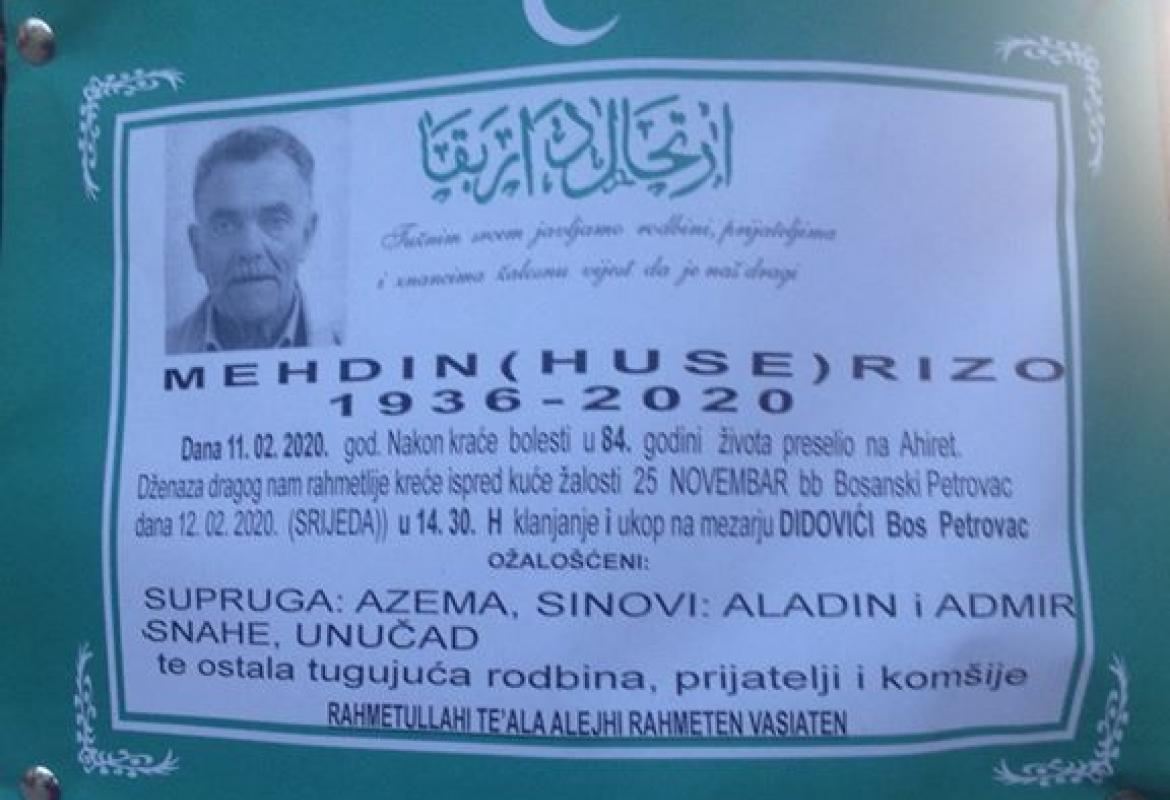 ارتحال دار بقا
Tužnim srcem javljamo rodbini, prijateljima
i znancima žalosnu vijest da je naš dragi
MEHDIN(HUSE)RIZO
1936-2020
Dana 11. 02. 2020. god. Nakon kraće bolesti u 84. godini života preselio na Ahiret.
Dženaza dragog nam rahmetlije kreće ispred kuće žalosti 25 NOVEMBAR bb Bosanski Petrovac
dana 12. 02. 2020. (SRIJEDA)) u 14. 30. H klanjanje i ukop na mezarju DIDOVIĆI Bos Petrovac
OŽALOŠĆENI:
SUPRUGA: AZEMA, SINOVI: ALADIN i ADMIR
SNAHE, UNUČAD
te ostala tugujuća rodbina, prijatelji i komšije
RAHMETULLAHI TE'ALA ALEJHI RAHMETEN VASIATEN